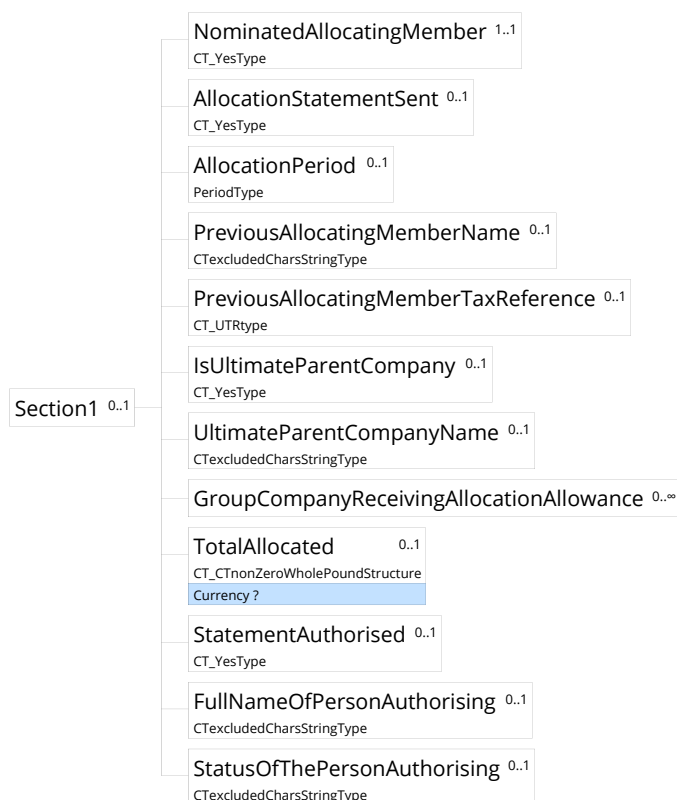 NominatedAllocatingMember 1..1
CT_YesType
AllocationStatementSent 0..1
CT_YesType
AllocationPeriod 0..1
PeriodType
PreviousAllocatingMemberName 0..1
CTexcludedCharsStringType
PreviousAllocatingMemberTaxReference 0..1
CT_UTRtype
IsUltimateParentCompany 0..1
CT_YesType
Section1 0..1
UltimateParentCompanyName 0..1
CTexcludedCharsStringType
GroupCompanyReceivingAllocationAllowance 0..∞
TotalAllocated 0..1
CT_CTnonZeroWholePoundStructure
Currency ?
StatementAuthorised 0..1
CT_YesType
FullNameOfPersonAuthorising 0..1
CTexcludedCharsStringType
StatusOfThePersonAuthorising 0..1
CTexcludedCharsStringType